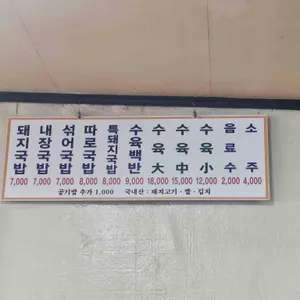 돼지국밥 7,000
내장국밥 7,000
섞어국밥 7,000
따로국밥 8,000
특돼지국밥 8,000
수육백반 9,000
수육 大 18,000
수육 中 15,000
수육 小 12,000
음료수 2,000
소주 4,000
공기밥 추가 1,000 국내산 : 돼지고기 · 쌀 · 김치